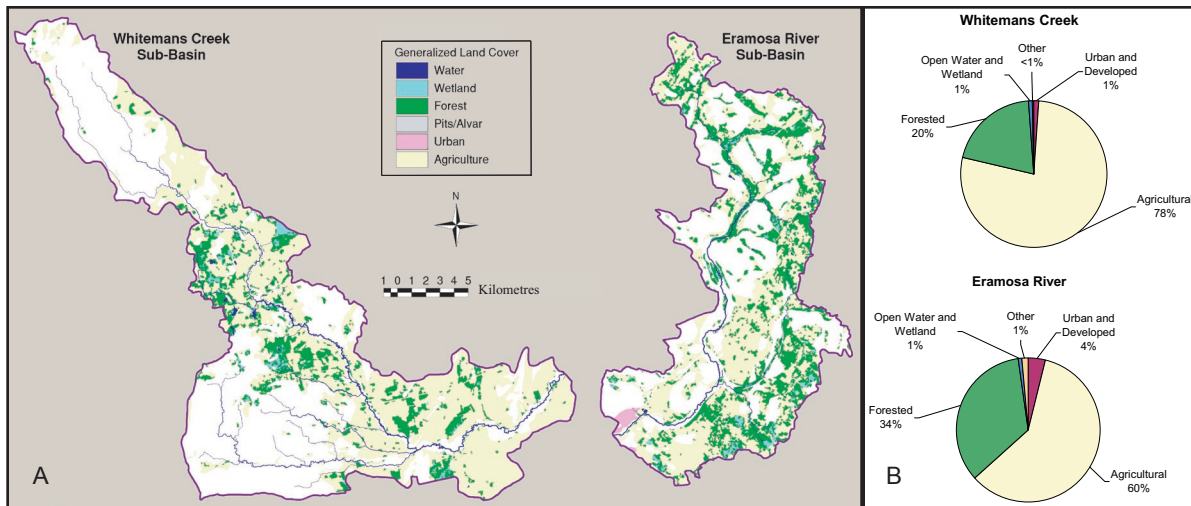 Whitemans Creek
Sub-Basin
Generalized Land Cover
Water
Wetland
Forest
Pits/Alvar
Urban
Agriculture
Eramosa River
Sub-Basin
N
1 0 1 2 3 4 5 Kilometres
A
Whitemans Creek
Other
<1%
Open Water and
Wetland
1%
Urban and
Developed
1%
Forested
20%
Agricultural
78%
Eramosa River
Open Water and
Wetland
1%
Other
1%
Urban and
Developed
4%
Forested
34%
Agricultural
60%
B